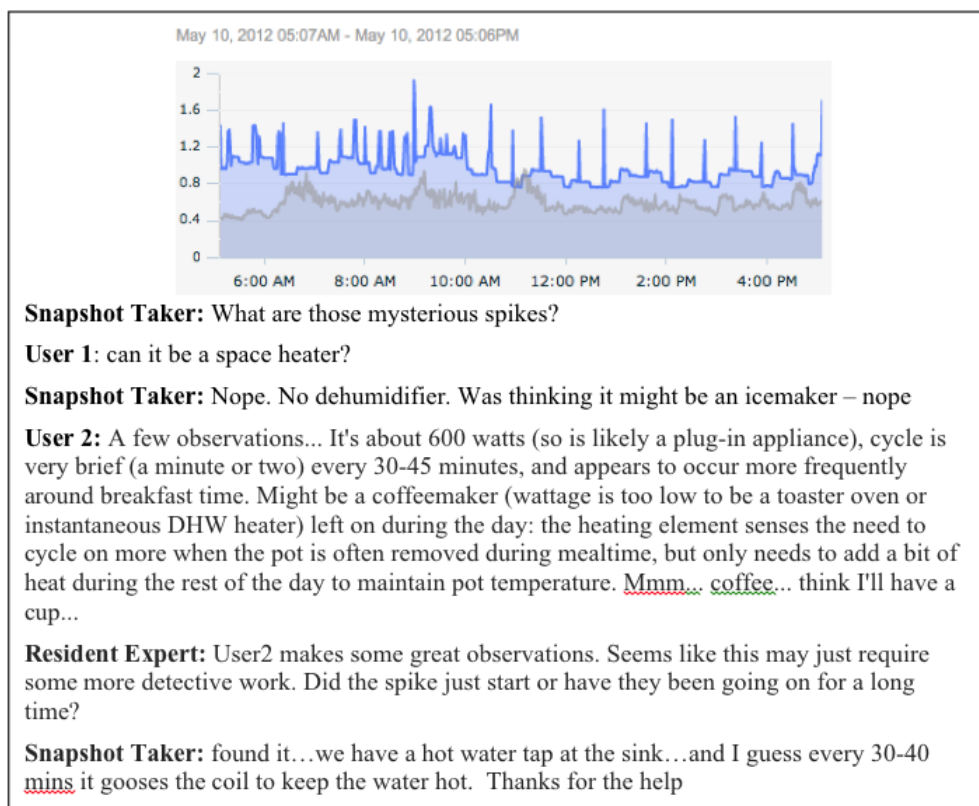 May 10, 2012 05:07AM - May 10, 2012 05:06PM
2
1.6
1.2
0.8
0.4
0
6:00 AM 8:00 AM 10:00 AM 12:00 PM 2:00 PM 4:00 PM
Snapshot Taker: What are those mysterious spikes?
User 1: can it be a space heater?
Snapshot Taker: Nope. No dehumidifier. Was thinking it might be an icemaker – nope
User 2: A few observations... It's about 600 watts (so is likely a plug-in appliance), cycle is
very brief (a minute or two) every 30-45 minutes, and appears to occur more frequently
around breakfast time. Might be a coffeemaker (wattage is too low to be a toaster oven or
instantaneous DHW heater) left on during the day: the heating element senses the need to
cycle on more when the pot is often removed during mealtime, but only needs to add a bit of
heat during the rest of the day to maintain pot temperature. Mmm... coffee... think I'll have a
cup...
Resident Expert: User2 makes some great observations. Seems like this may just require
some more detective work. Did the spike just start or have they been going on for a long
time?
Snapshot Taker: found it…we have a hot water tap at the sink…and I guess every 30-40
mins it gooses the coil to keep the water hot.  Thanks for the help